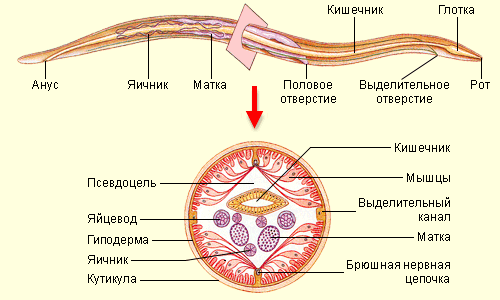 Кишечник
Глотка
Анус
Яичник
Матка
Половое
отверстие
Выделительное
отверстие
Рот
Кишечник
Мышцы
Выделительный
канал
Матка
Брюшная нервная
цепочка
Псевдоцель
Яйцевод
Гиподерма
Яичник
Кутикула